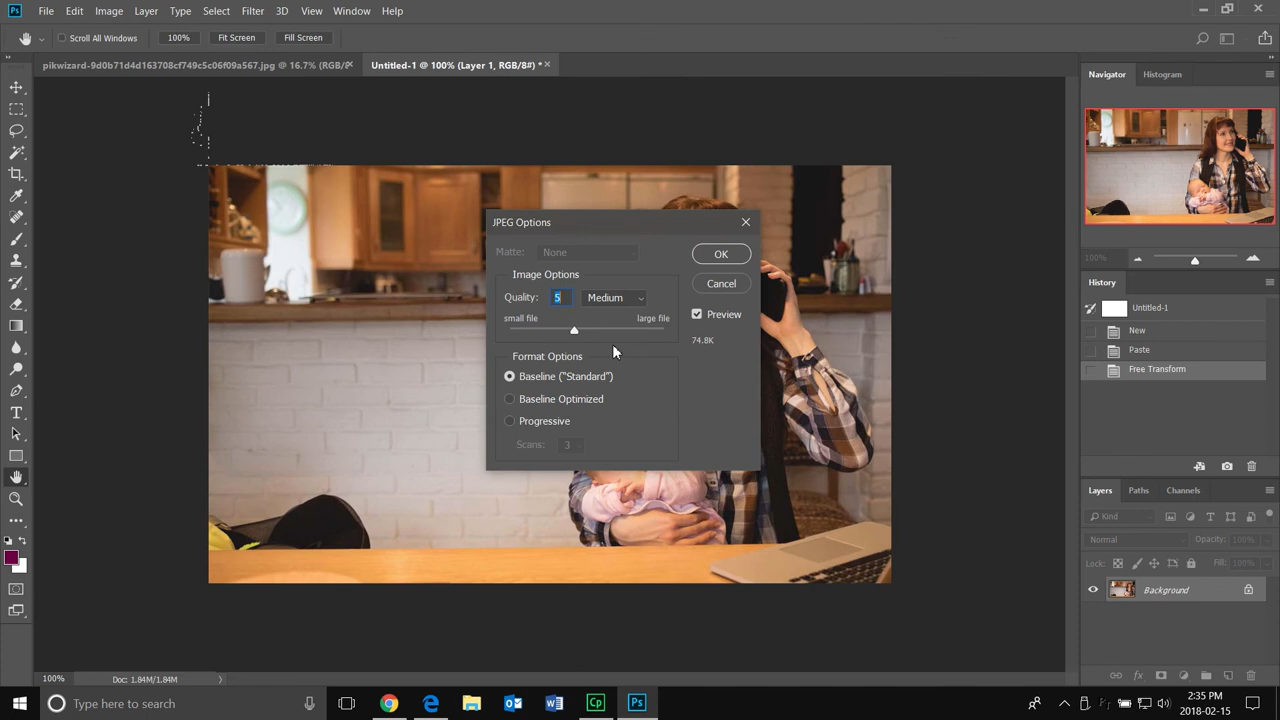 Ps File Edit Image Layer Type Select Filter 3D View Window Help
Scroll All Windows 100% Fit Screen Fill Screen
pikwizard-9d0b71d4d163708cf749c5c06f09a567.jpg @ 16.7% (RGB/8#) Untitled-1 @ 100% (Layer 1, RGB/8#) *
Navigator Histogram
JPEG Options
Matte: None
OK
Image Options
Cancel
Quality: 5 Medium
small file large file
Preview
74.8K
Format Options
Baseline ("Standard")
Baseline Optimized
Progressive
Scans: 3
100%
History
Untitled-1
New
Paste
Free Transform
Layers Paths Channels
Kind
Normal Opacity: 100%
Lock: Fill: 100%
Background
fx
T
100% Doc: 1.84M/1.84M
Type here to search
Cp Ps
2:35 PM
2018-02-15